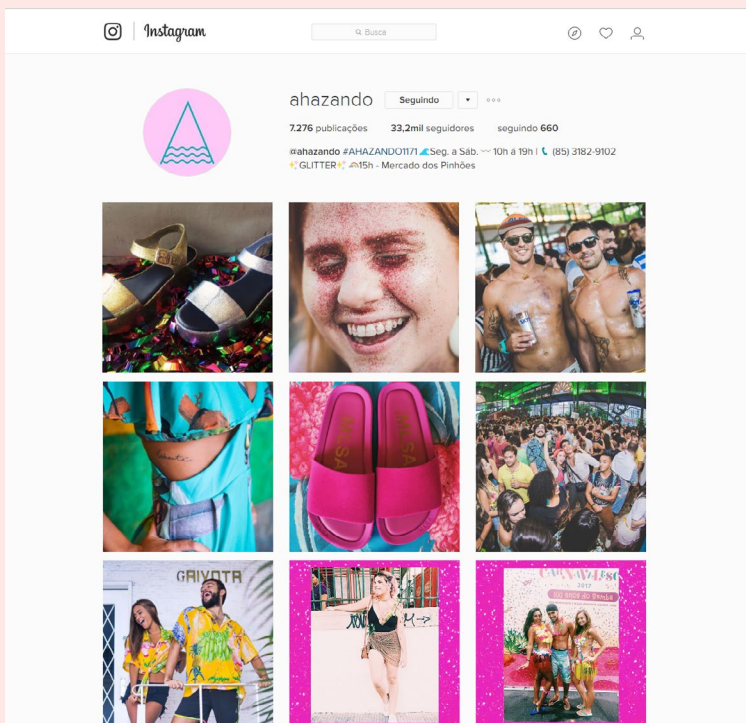 Instagram
Busca
ahazando Seguindo
7.276 publicações 33,2mil seguidores seguindo 660
@ahazando #AHAZANDO1171 🌊Seg. a Sáb. 〰 10h á 19h | 📞 (85) 3182-9102
✨GLITTER✨ 15h - Mercado dos Pinhões
GAIVOTA
2017